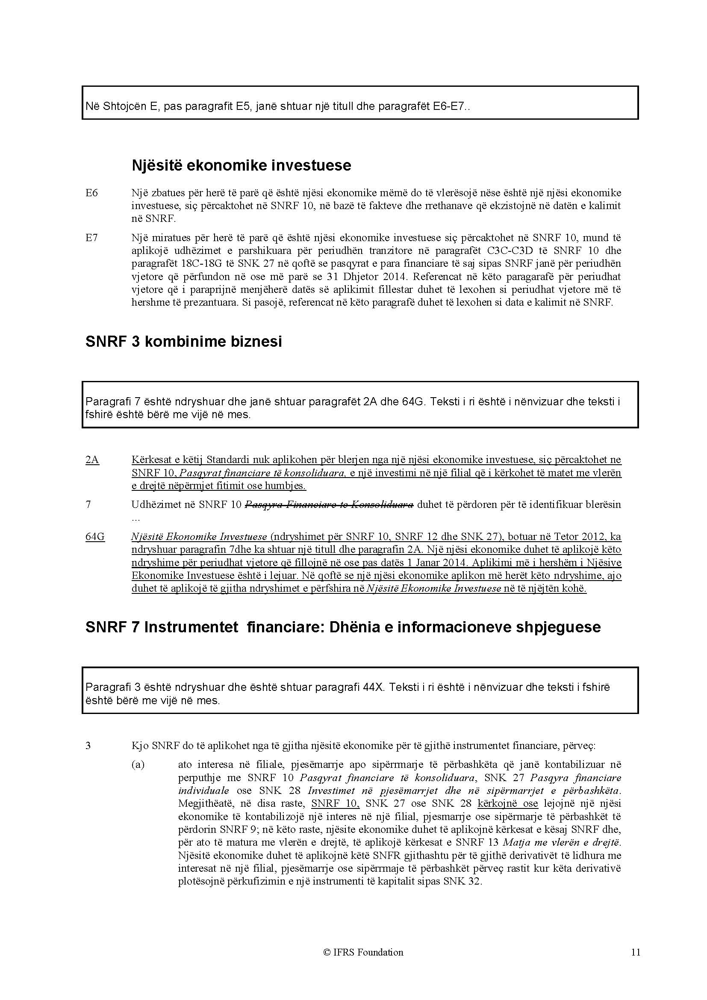 Në Shtojcën E, pas paragrafit E5, janë shtuar një titull dhe paragrafët E6-E7..
Njësitë ekonomike investuese
E6 Një zbatues për herë të parë që është njësi ekonomike mëmë do të vlerësojë nëse është një njësi ekonomike
investuese, siç përcaktohet në SNRF 10, në bazë të fakteve dhe rrethanave që ekzistojnë në datën e kalimit
në SNRF.
E7 Një miratues për herë të parë që është njësi ekonomike investuese siç përcaktohet në SNRF 10, mund të
aplikojë udhëzimet e parshikuara për periudhën tranzitore në paragrafët C3C-C3D të SNRF 10 dhe
paragrafët 18C-18G të SNK 27 në qoftë se pasqyrat e para financiare të saj sipas SNRF janë për periudhën
vjetore që përfundon në ose më parë se 31 Dhjetor 2014. Referencat në këto paragarafë për periudhat
vjetore që i paraprijnë menjëherë datës së aplikimit fillestar duhet të lexohen si periudhat vjetore më të
hershme të prezantuara. Si pasojë, referencat në këto paragrafë duhet të lexohen si data e kalimit në SNRF.
SNRF 3 kombinime biznesi
Paragrafi 7 është ndryshuar dhe janë shtuar paragrafët 2A dhe 64G. Teksti i ri është i nënvizuar dhe teksti i
fshirë është bërë me vijë në mes.
2A Kërkesat e këtij Standardi nuk aplikohen për blerjen nga një njësi ekonomike investuese, siç përcaktohet ne
SNRF 10, Pasqyrat financiare të konsoliduara, e një investimi në një filial që i kërkohet të matet me vlerën
e drejtë nëpërmjet fitimit ose humbjes.
7 Udhëzimet në SNRF 10 Pasqyra Financiare te Konsoliduara duhet të përdoren për të identifikuar blerësin
...
64G Njësitë Ekonomike Investuese (ndryshimet për SNRF 10, SNRF 12 dhe SNK 27), botuar në Tetor 2012, ka
ndryshuar paragrafin 7dhe ka shtuar një titull dhe paragrafin 2A. Një njësi ekonomike duhet të aplikojë këto
ndryshime për periudhat vjetore që fillojnë në ose pas datës 1 Janar 2014. Aplikimi më i hershëm i Njësive
Ekonomike Investuese është i lejuar. Në qoftë se një njësi ekonomike aplikon më herët këto ndryshime, ajo
duhet të aplikojë të gjitha ndryshimet e përfshira në Njësitë Ekonomike Investuese në të njëjtën kohë.
SNRF 7 Instrumentet  financiare: Dhënia e informacioneve shpjeguese
Paragrafi 3 është ndryshuar dhe është shtuar paragrafi 44X. Teksti i ri është i nënvizuar dhe teksti i fshirë
është bërë me vijë në mes.
3 Kjo SNRF do të aplikohet nga të gjitha njësitë ekonomike për të gjithë instrumentet financiare, përveç:
(a) ato interesa në filiale, pjesëmarrje apo sipërrmarje të përbashkëta që janë kontabilizuar në
perputhje me SNRF 10 Pasqyrat financiare të konsoliduara, SNK 27 Pasqyra financiare
individuale ose SNK 28 Investimet në pjesëmarrjet dhe në sipërmarrjet e përbashkëta.
Megjithëatë, në disa raste, SNRF 10, SNK 27 ose SNK 28 kërkojnë ose lejojnë një njësi
ekonomike të kontabilizojë një interes në një filial, pjesmarrje ose sipërmarje të përbashkët të
përdorin SNRF 9; në këto raste, njësite ekonomike duhet të aplikojnë kërkesat e kësaj SNRF dhe,
për ato të matura me vlerën e drejtë, të aplikojë kërkesat e SNRF 13 Matja me vlerën e drejtë.
Njësitë ekonomike duhet të aplikojnë këtë SNFR gjithashtu për të gjithë derivativët të lidhura me
interesat në një filial, pjesëmarrje ose sipërrmaje të përbashkët përveç rastit kur këta derivativë
plotësojnë përkufizimin e një instrumenti të kapitalit sipas SNK 32.
© IFRS Foundation 11